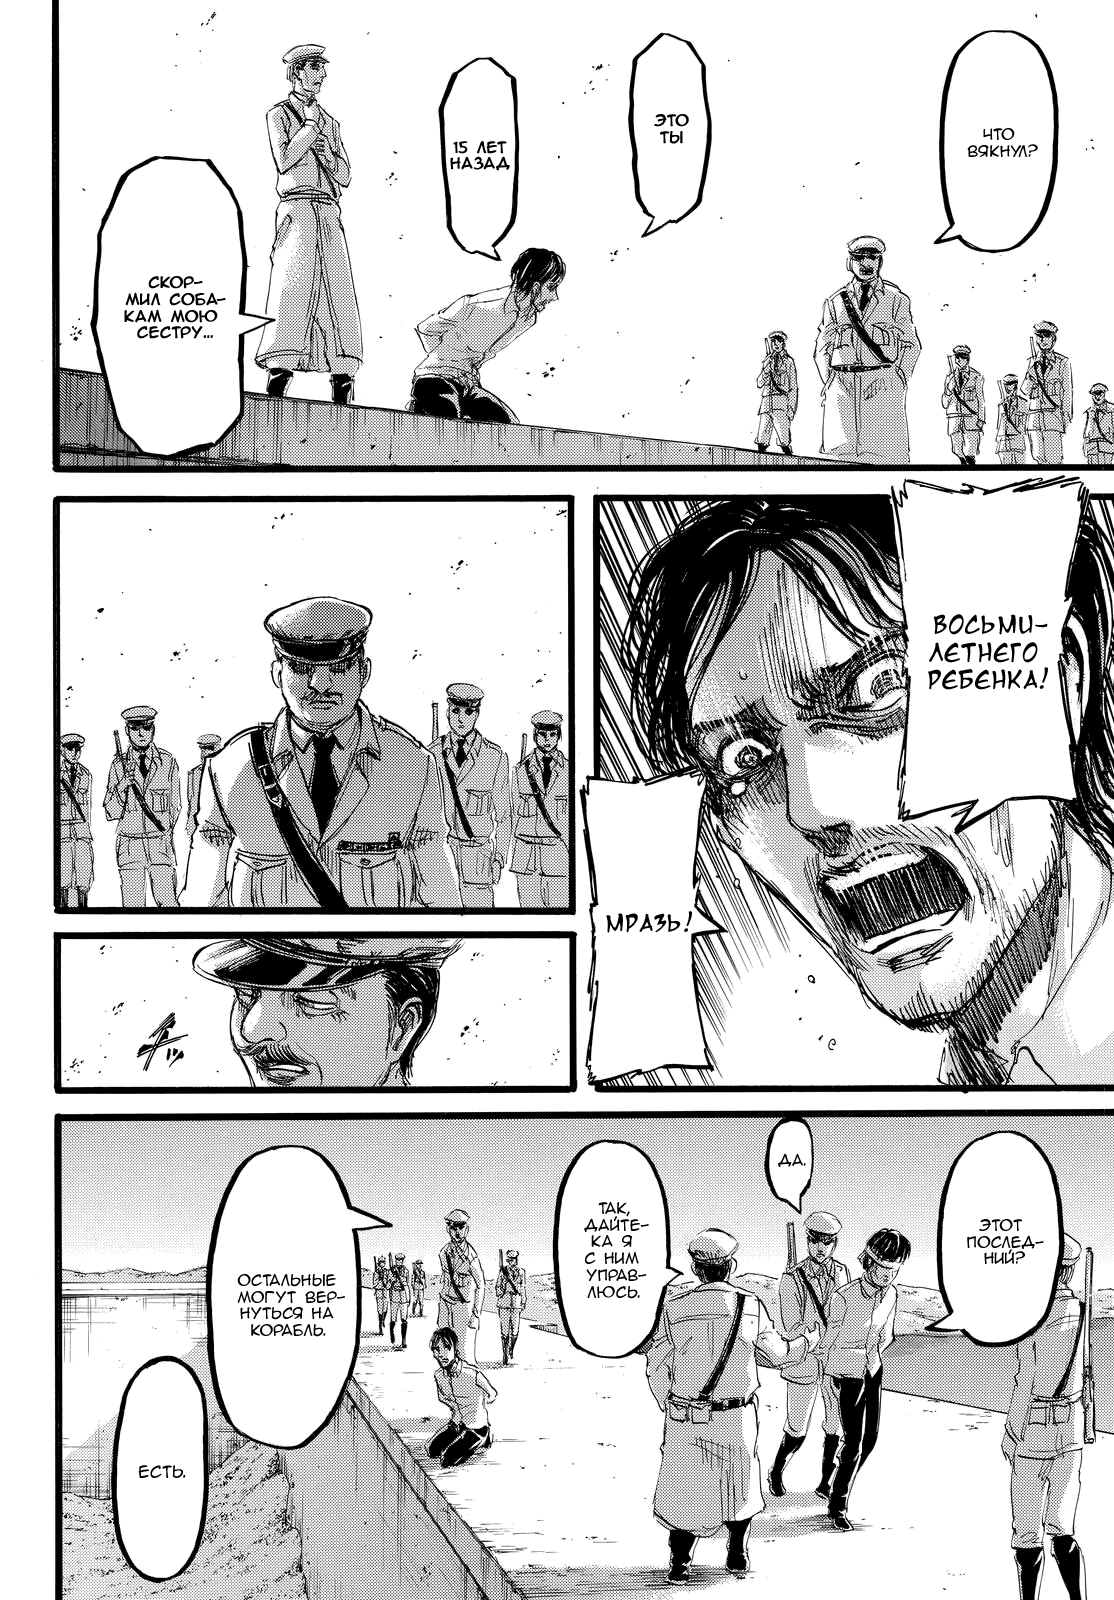 ЧТО
ВЯКНУЛ?
ЭТО
ТЫ
15 ЛЕТ
НАЗАД
СКОР-
МИЛ СОБА-
КАМ МОЮ
СЕСТРУ...
ВОСЬМИ-
ЛЕТНЕГО
РЕБЕНКА!
МРАЗЬ!
ЭТОТ
ПОСЛЕД-
НИЙ?
ДА.
ТАК,
ДАЙТЕ-
КА Я
С НИМ
УПРАВ-
ЛЮСЬ.
ОСТАЛЬНЫЕ
МОГУТ ВЕР-
НУТЬСЯ НА
КОРАБЛЬ.
ЕСТЬ.